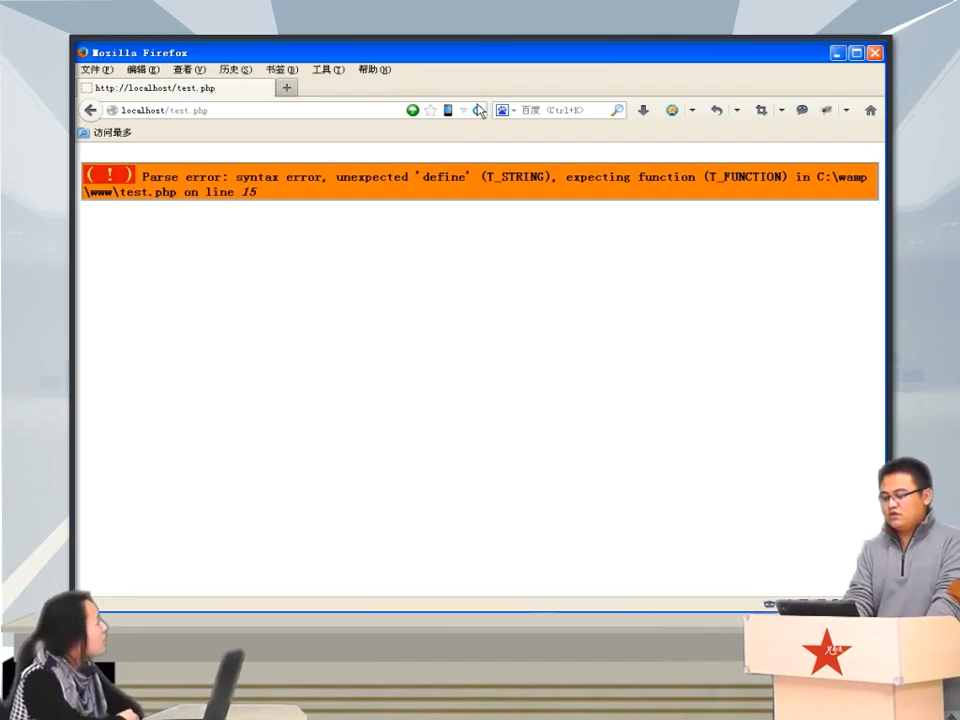 Mozilla Firefox
文件(F) 编辑(E) 查看(V) 历史(S) 书签(B) 工具(T) 帮助(H)
http://localhost/test.php
localhost/test.php
百度 <Ctrl+K>
访问最多
( ! ) Parse error: syntax error, unexpected 'define' (T_STRING), expecting function (T_FUNCTION) in C:\wamp
\www\test.php on line 15